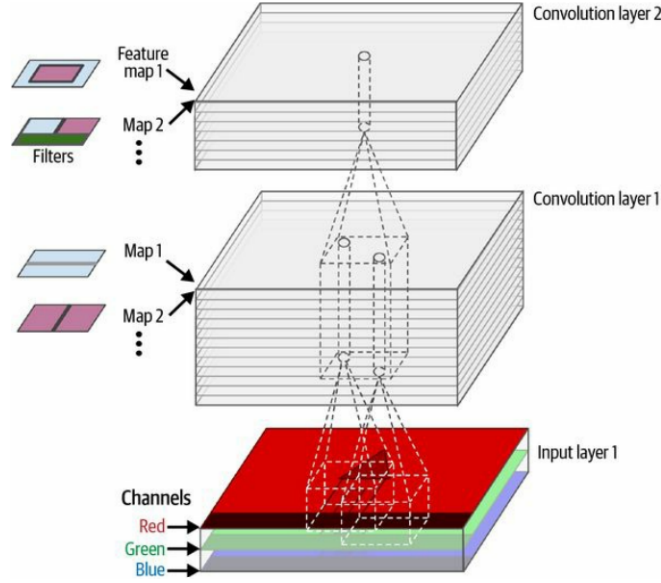 Convolution layer 2
Feature
map 1
Map 2
Filters
Convolution layer 1
Map 1
Map 2
Input layer 1
Channels
Red
Green
Blue